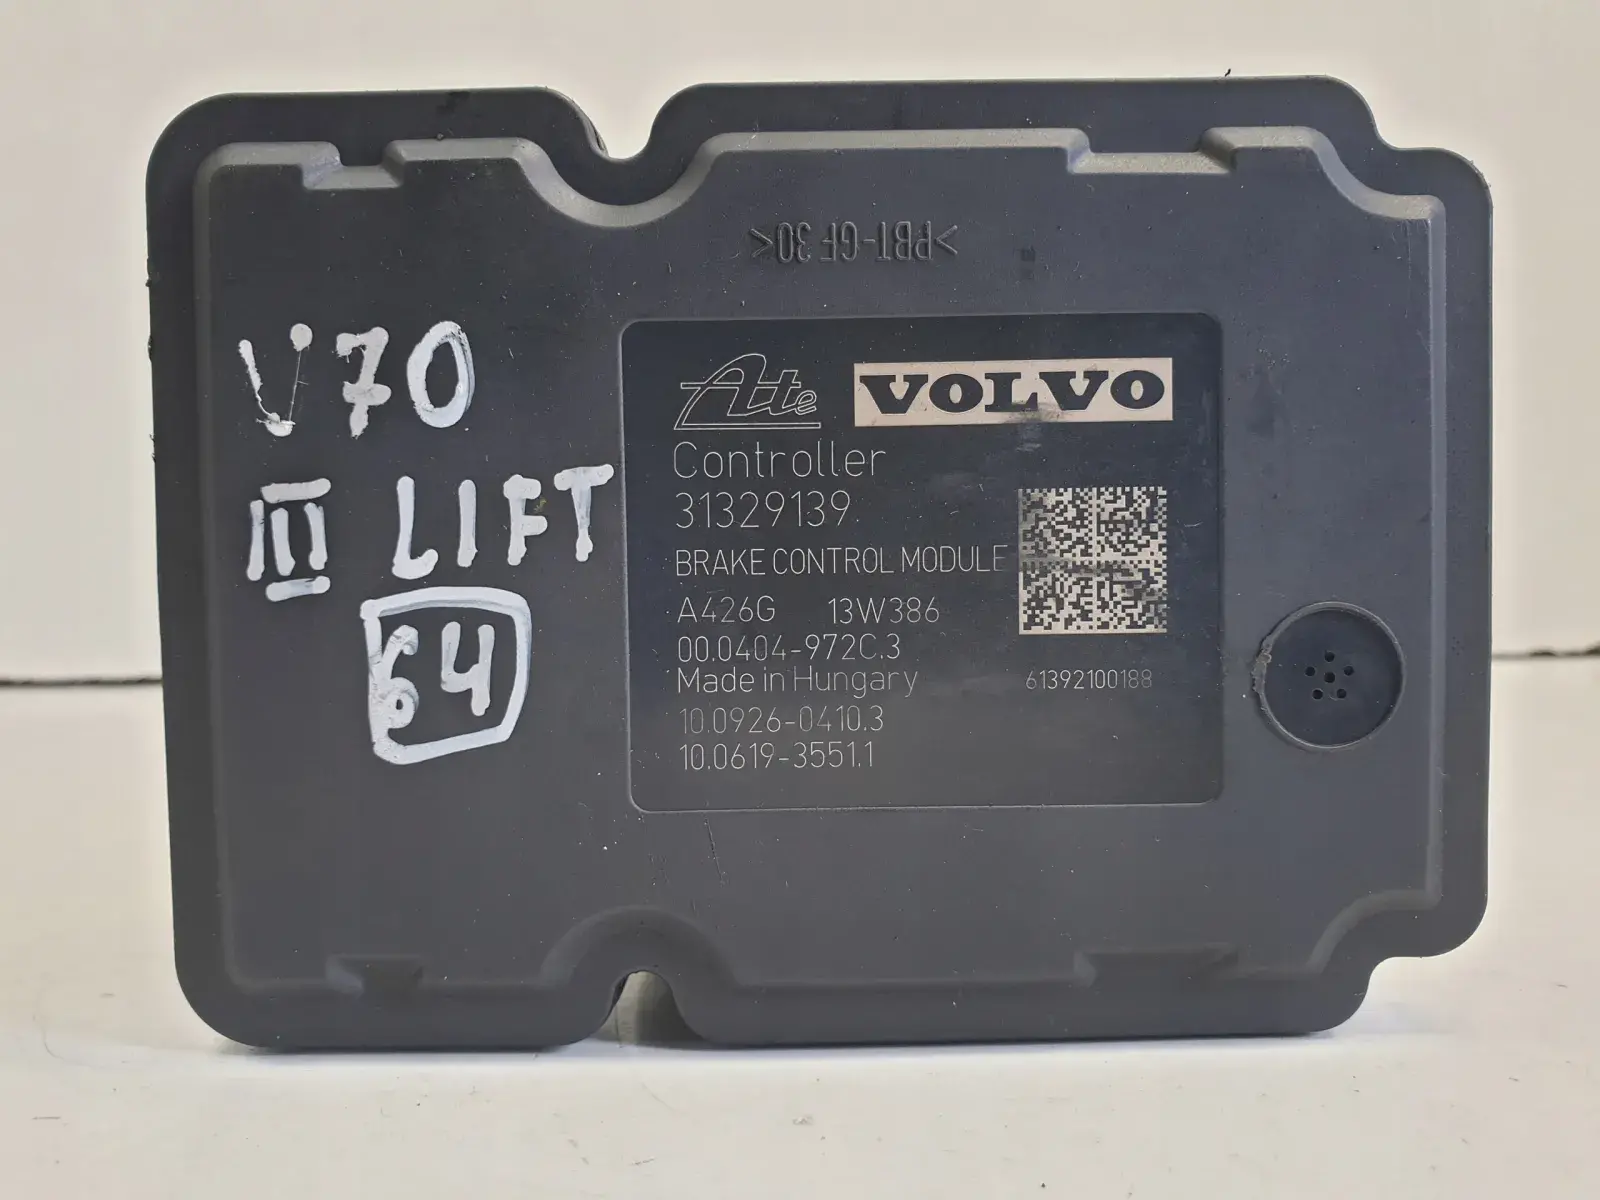 >PBT-GF 30<
V70
III LIFT
64
Ate VOLVO
Controller
31329139
BRAKE CONTROL MODULE
A426G 13W386
00.0404-972C.3
Made in Hungary 61392100188
10.0926-0410.3
10.0619-3551.1